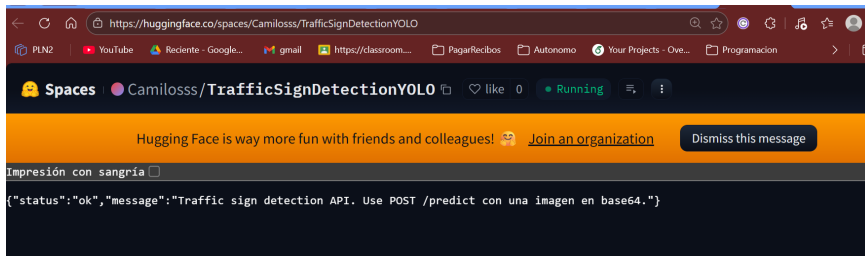 https://huggingface.co/spaces/Camilosss/TrafficSignDetectionYOLO
PLN2 YouTube Reciente - Google... gmail https://classroom.... PagarRecibos Autonomo Your Projects - Ove... Programacion
Spaces Camilosss/TrafficSignDetectionYOLO like 0 Running
Hugging Face is way more fun with friends and colleagues! 🤗 Join an organization Dismiss this message
Impresión con sangría
{"status":"ok","message":"Traffic sign detection API. Use POST /predict con una imagen en base64."}